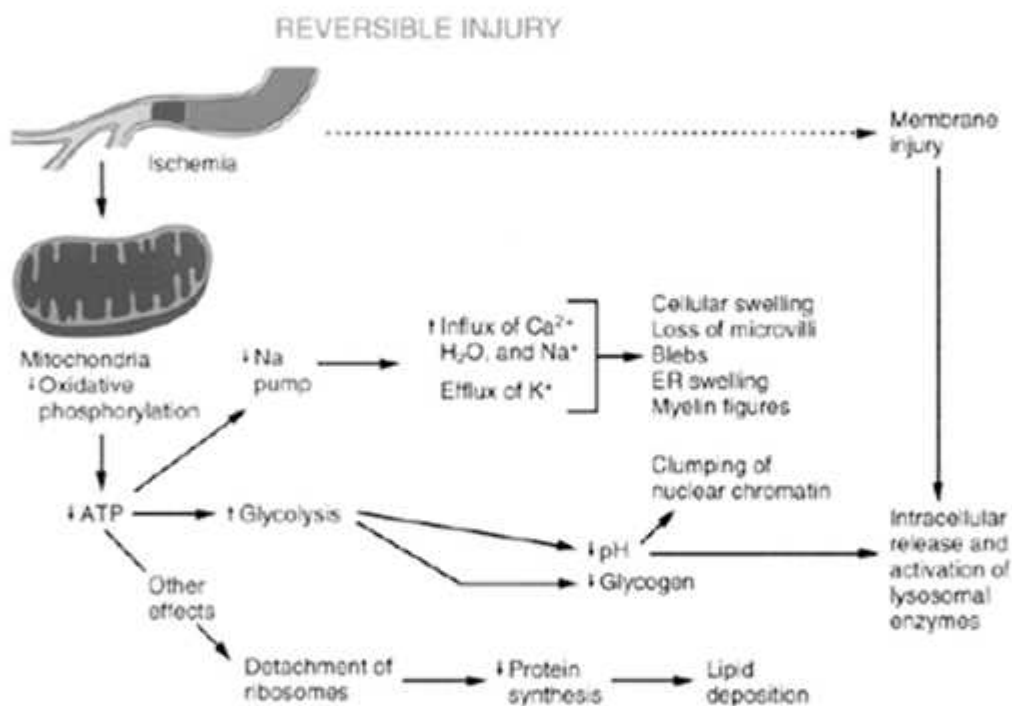 REVERSIBLE INJURY
Ischemia
Membrane
injury
Mitochondria
↓Oxidative
phosphorylation
↓Na
pump
↑Influx of Ca²⁺
H₂O, and Na⁺
Efflux of K⁺
Cellular swelling
Loss of microvilli
Blebs
ER swelling
Myelin figures
Clumping of
nuclear chromatin
↓ATP
↑Glycolysis
↓pH
↓Glycogen
Intracellular
release and
activation of
lysosomal
enzymes
Other
effects
Detachment of
ribosomes
↓Protein
synthesis
Lipid
deposition